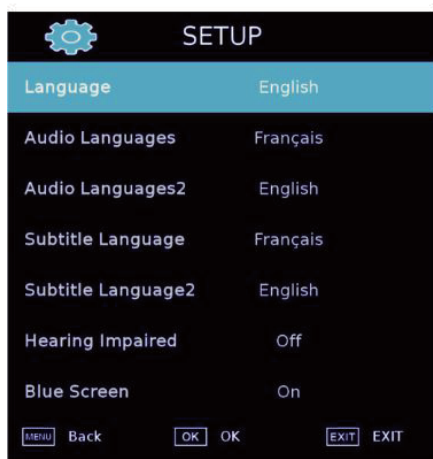 SETUP
Language English
Audio Languages Français
Audio Languages2 English
Subtitle Language Français
Subtitle Language2 English
Hearing Impaired Off
Blue Screen On
MENU Back OK OK EXIT EXIT